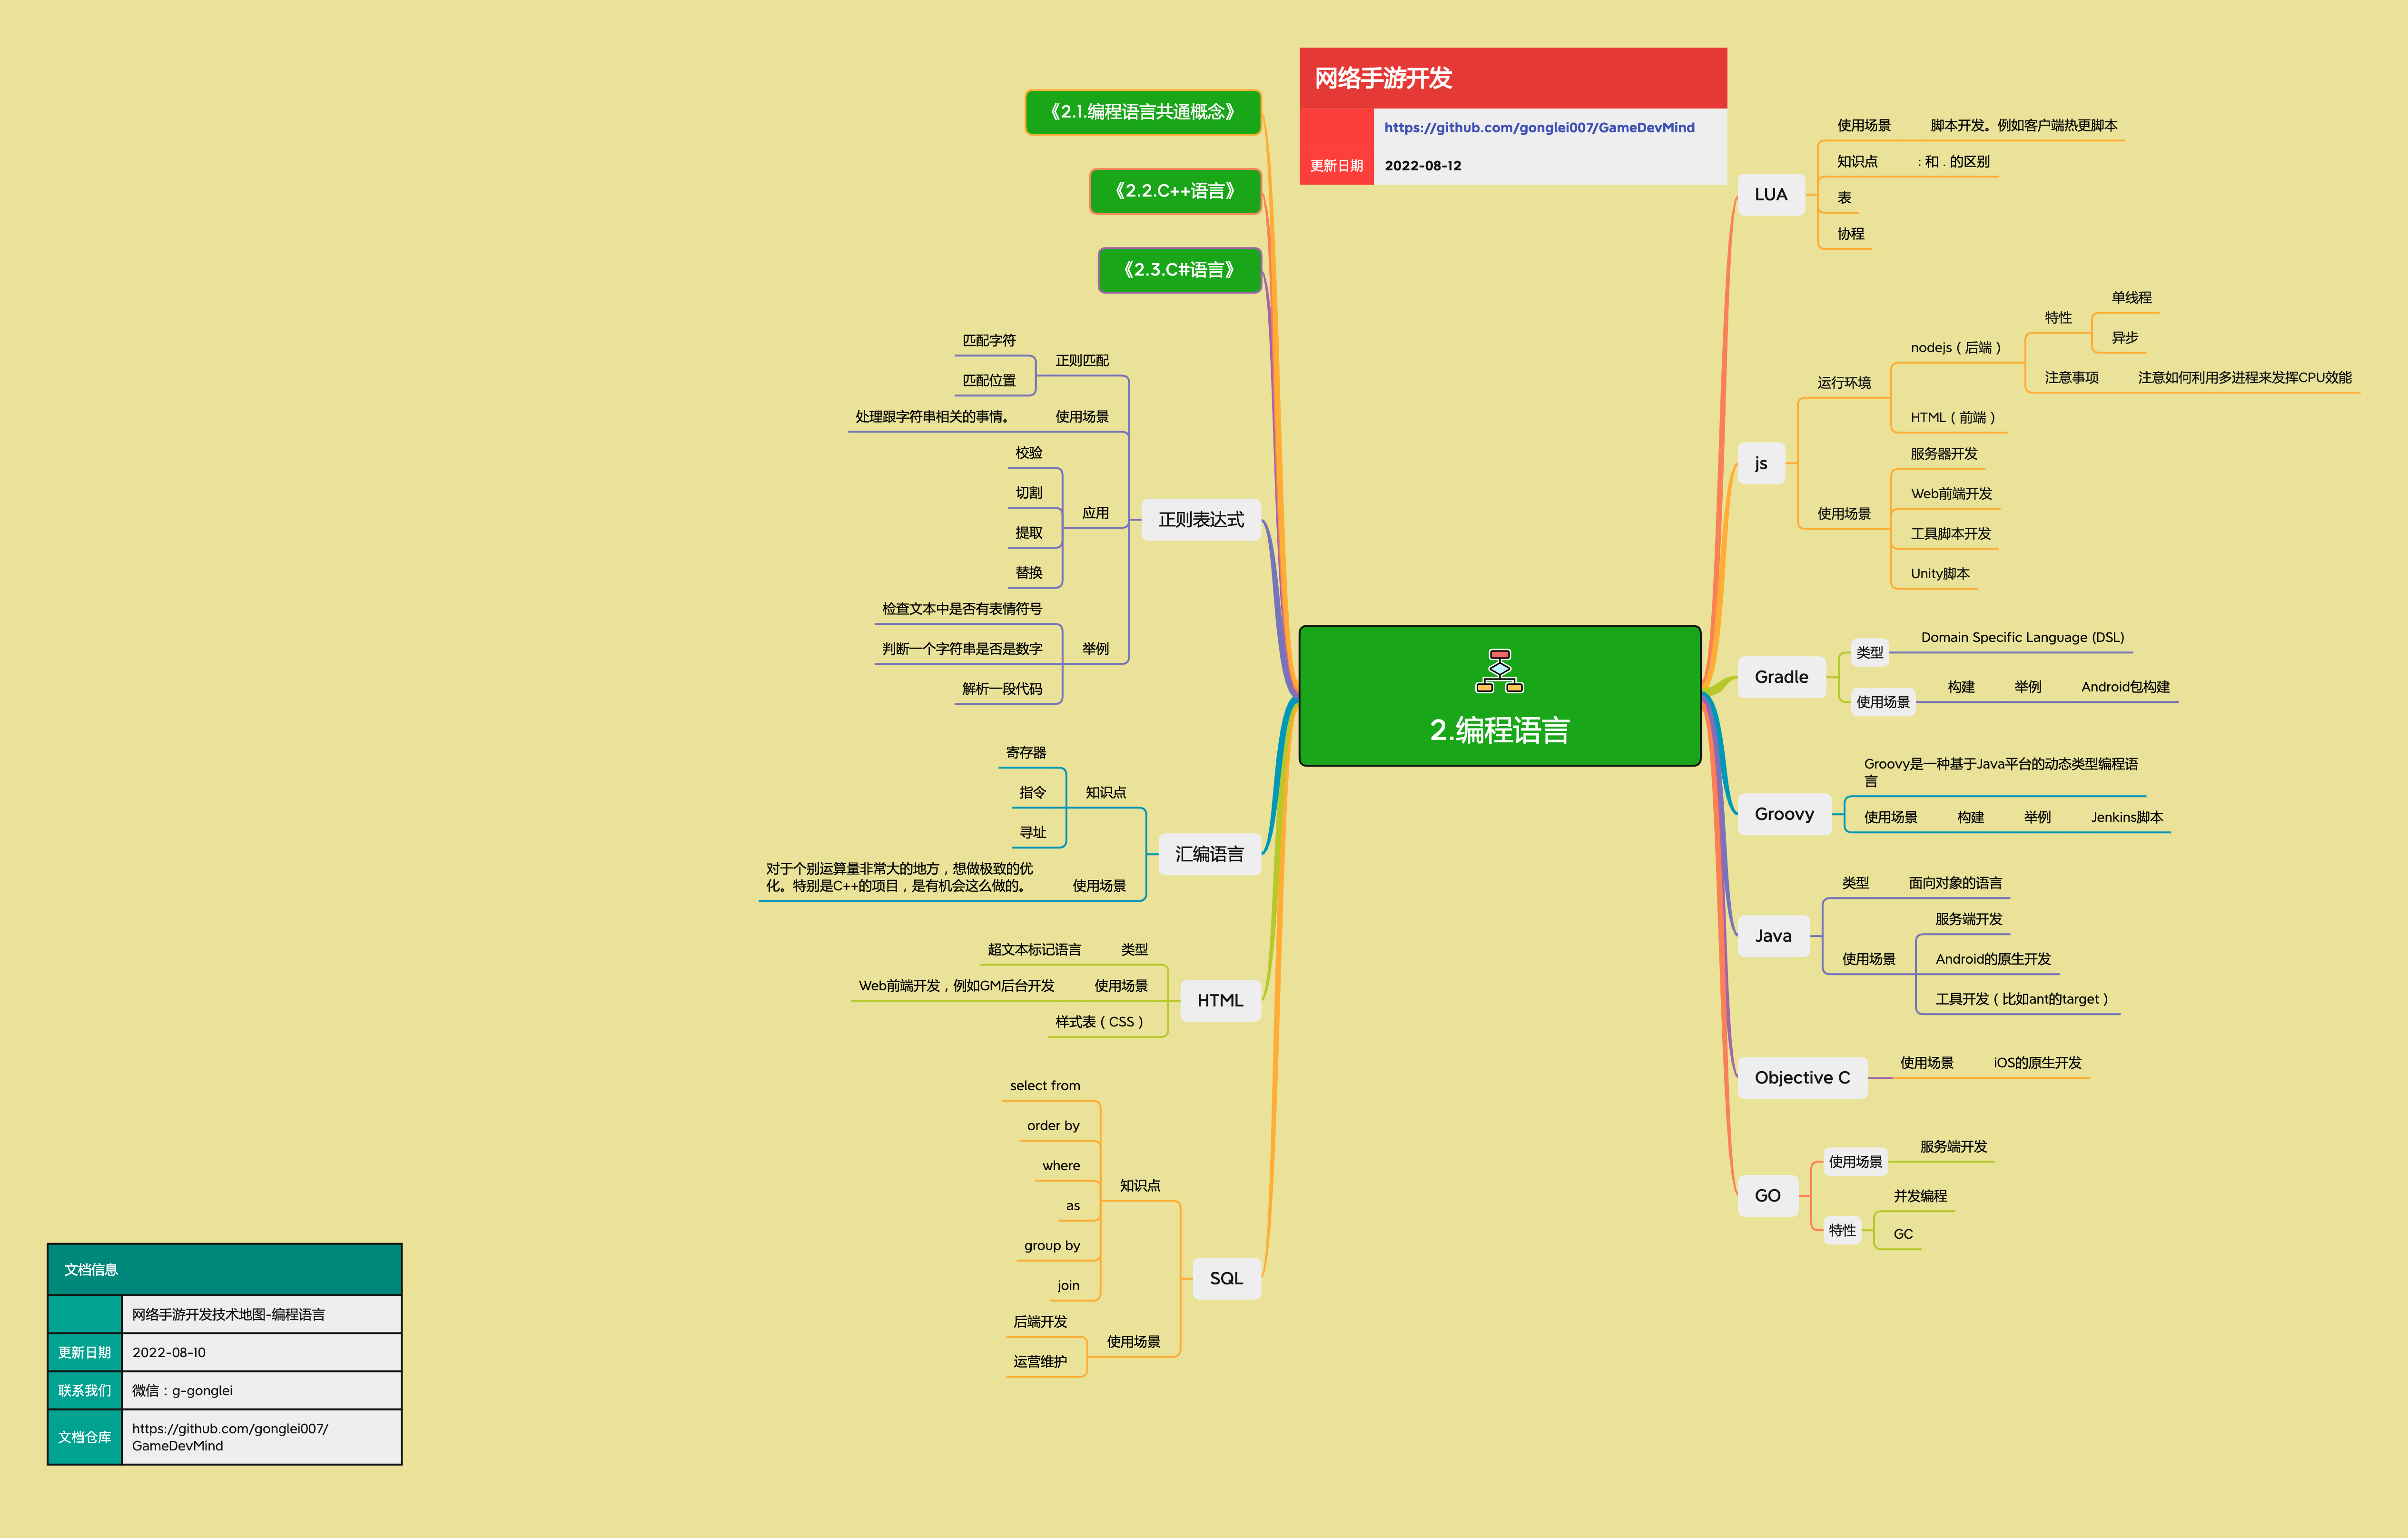 网络手游开发
https://github.com/gonglei007/GameDevMind
更新日期 2022-08-12
2.编程语言
《2.1.编程语言共通概念》
《2.2.C++语言》
《2.3.C#语言》
正则表达式
正则匹配
匹配字符
匹配位置
使用场景
处理跟字符串相关的事情。
应用
校验
切割
提取
替换
举例
检查文本中是否有表情符号
判断一个字符串是否是数字
解析一段代码
汇编语言
知识点
寄存器
指令
寻址
使用场景
对于个别运算量非常大的地方，想做极致的优
化。特别是C++的项目，是有机会这么做的。
HTML
类型
超文本标记语言
使用场景
Web前端开发，例如GM后台开发
样式表（CSS）
SQL
知识点
select from
order by
where
as
group by
join
使用场景
后端开发
运营维护
LUA
使用场景
脚本开发。例如客户端热更脚本
知识点
: 和 . 的区别
表
协程
js
运行环境
nodejs（后端）
特性
单线程
异步
注意事项
注意如何利用多进程来发挥CPU效能
HTML（前端）
使用场景
服务器开发
Web前端开发
工具脚本开发
Unity脚本
Gradle
类型
Domain Specific Language (DSL)
使用场景
构建
举例
Android包构建
Groovy
Groovy是一种基于Java平台的动态类型编程语
言
使用场景
构建
举例
Jenkins脚本
Java
类型
面向对象的语言
使用场景
服务端开发
Android的原生开发
工具开发（比如ant的target）
Objective C
使用场景
iOS的原生开发
GO
使用场景
服务端开发
特性
并发编程
GC
文档信息
网络手游开发技术地图-编程语言
更新日期 2022-08-10
联系我们 微信：g-gonglei
文档仓库 https://github.com/gonglei007/
GameDevMind